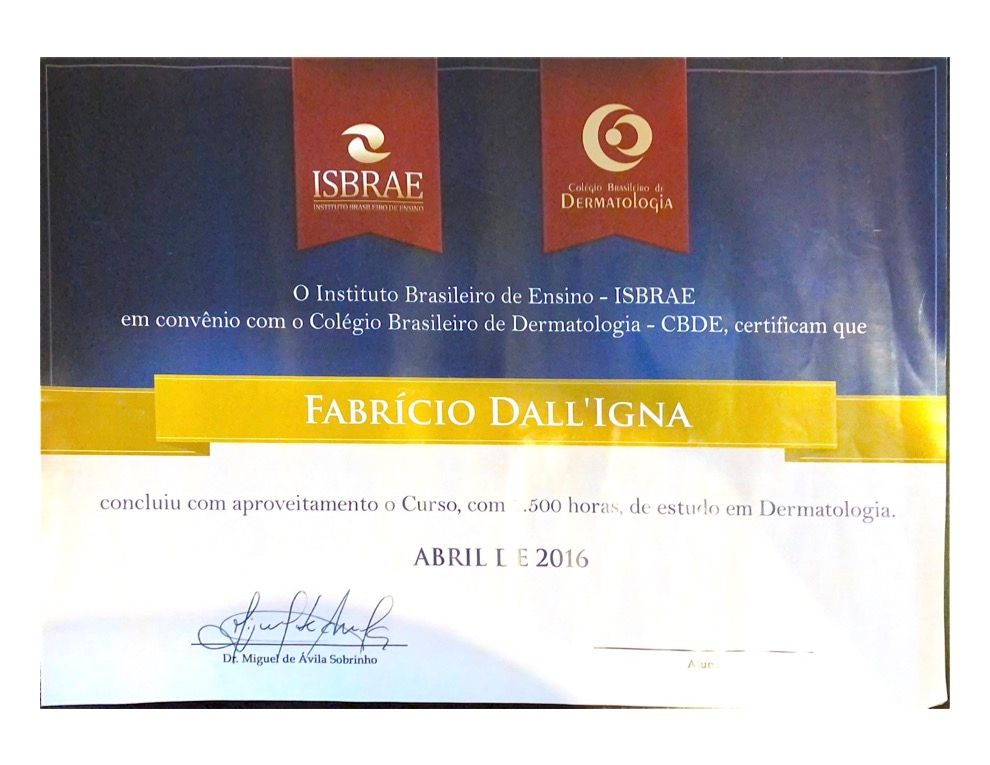 ISBRAE
INSTITUTO BRASILEIRO DE ENSINO
Colégio Brasileiro de
Dermatologia
O Instituto Brasileiro de Ensino - ISBRAE
em convênio com o Colégio Brasileiro de Dermatologia - CBDE, certificam que
Fabrício Dall'Igna
concluiu com aproveitamento o Curso, com .500 horas, de estudo em Dermatologia.
ABRIL DE 2016
Dr. Miguel de Ávila Sobrinho